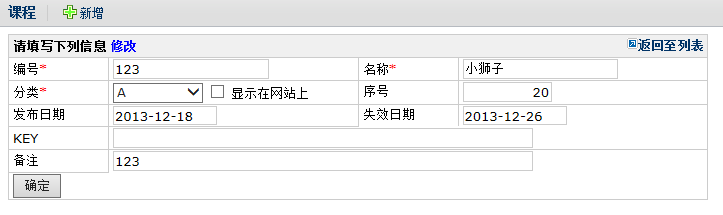 课程 新增
请填写下列信息 修改 返回至列表
编号* 123 名称* 小狮子
分类* A 显示在网站上 序号 20
发布日期 2013-12-18 失效日期 2013-12-26
KEY
备注 123
确定